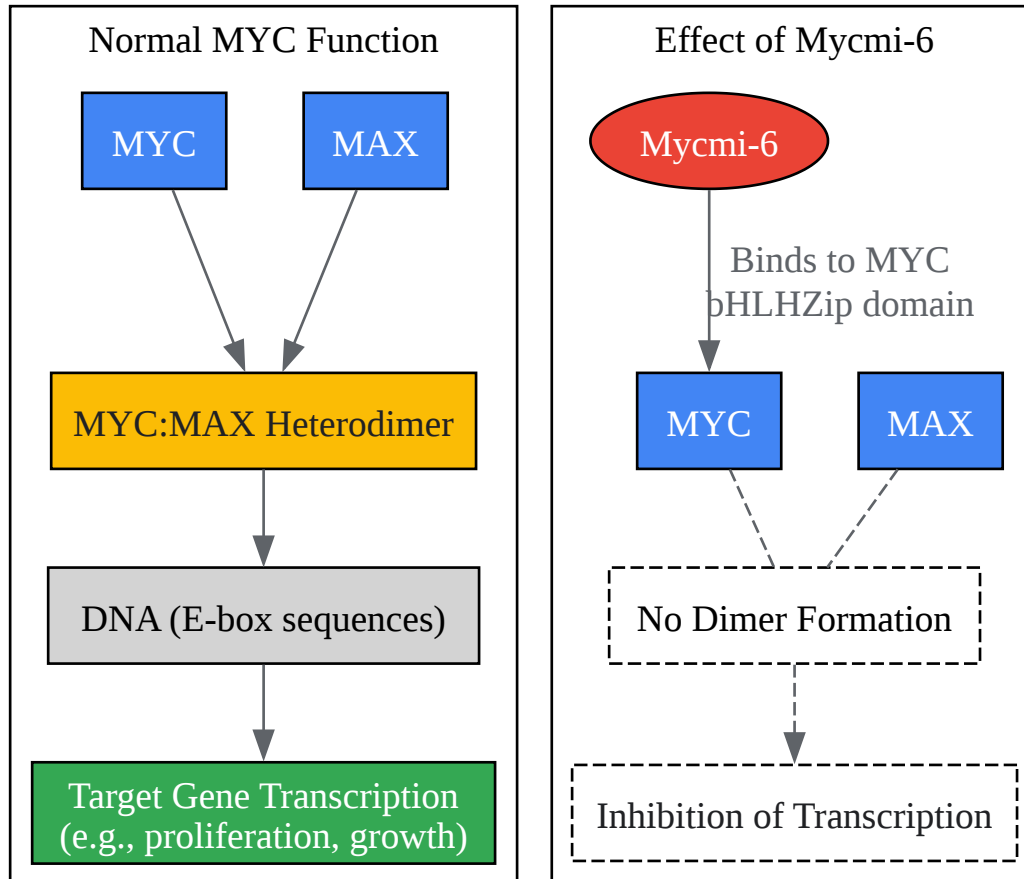 Normal MYC Function
MYC
MAX
MYC:MAX Heterodimer
DNA (E-box sequences)
Target Gene Transcription
(e.g., proliferation, growth)
Effect of Mycmi-6
Mycmi-6
Binds to MYC
bHLHZip domain
MYC
MAX
No Dimer Formation
Inhibition of Transcription